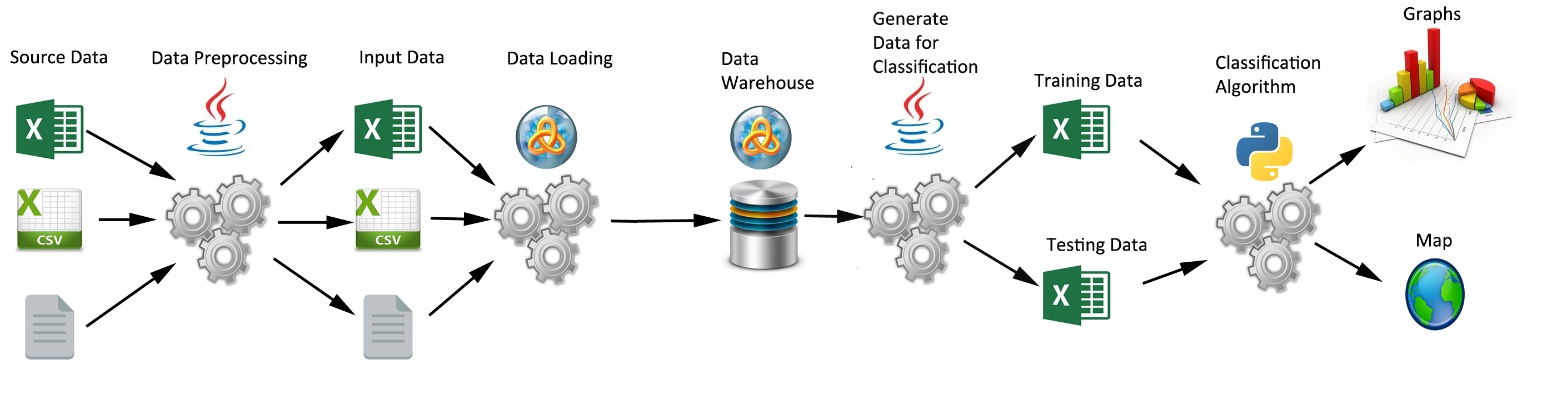 Source Data
Data Preprocessing
Input Data
Data Loading
Data
Warehouse
Generate
Data for
Classification
Training Data
Testing Data
Classification
Algorithm
Graphs
Map
X
X
CSV
X
X
CSV
X
X